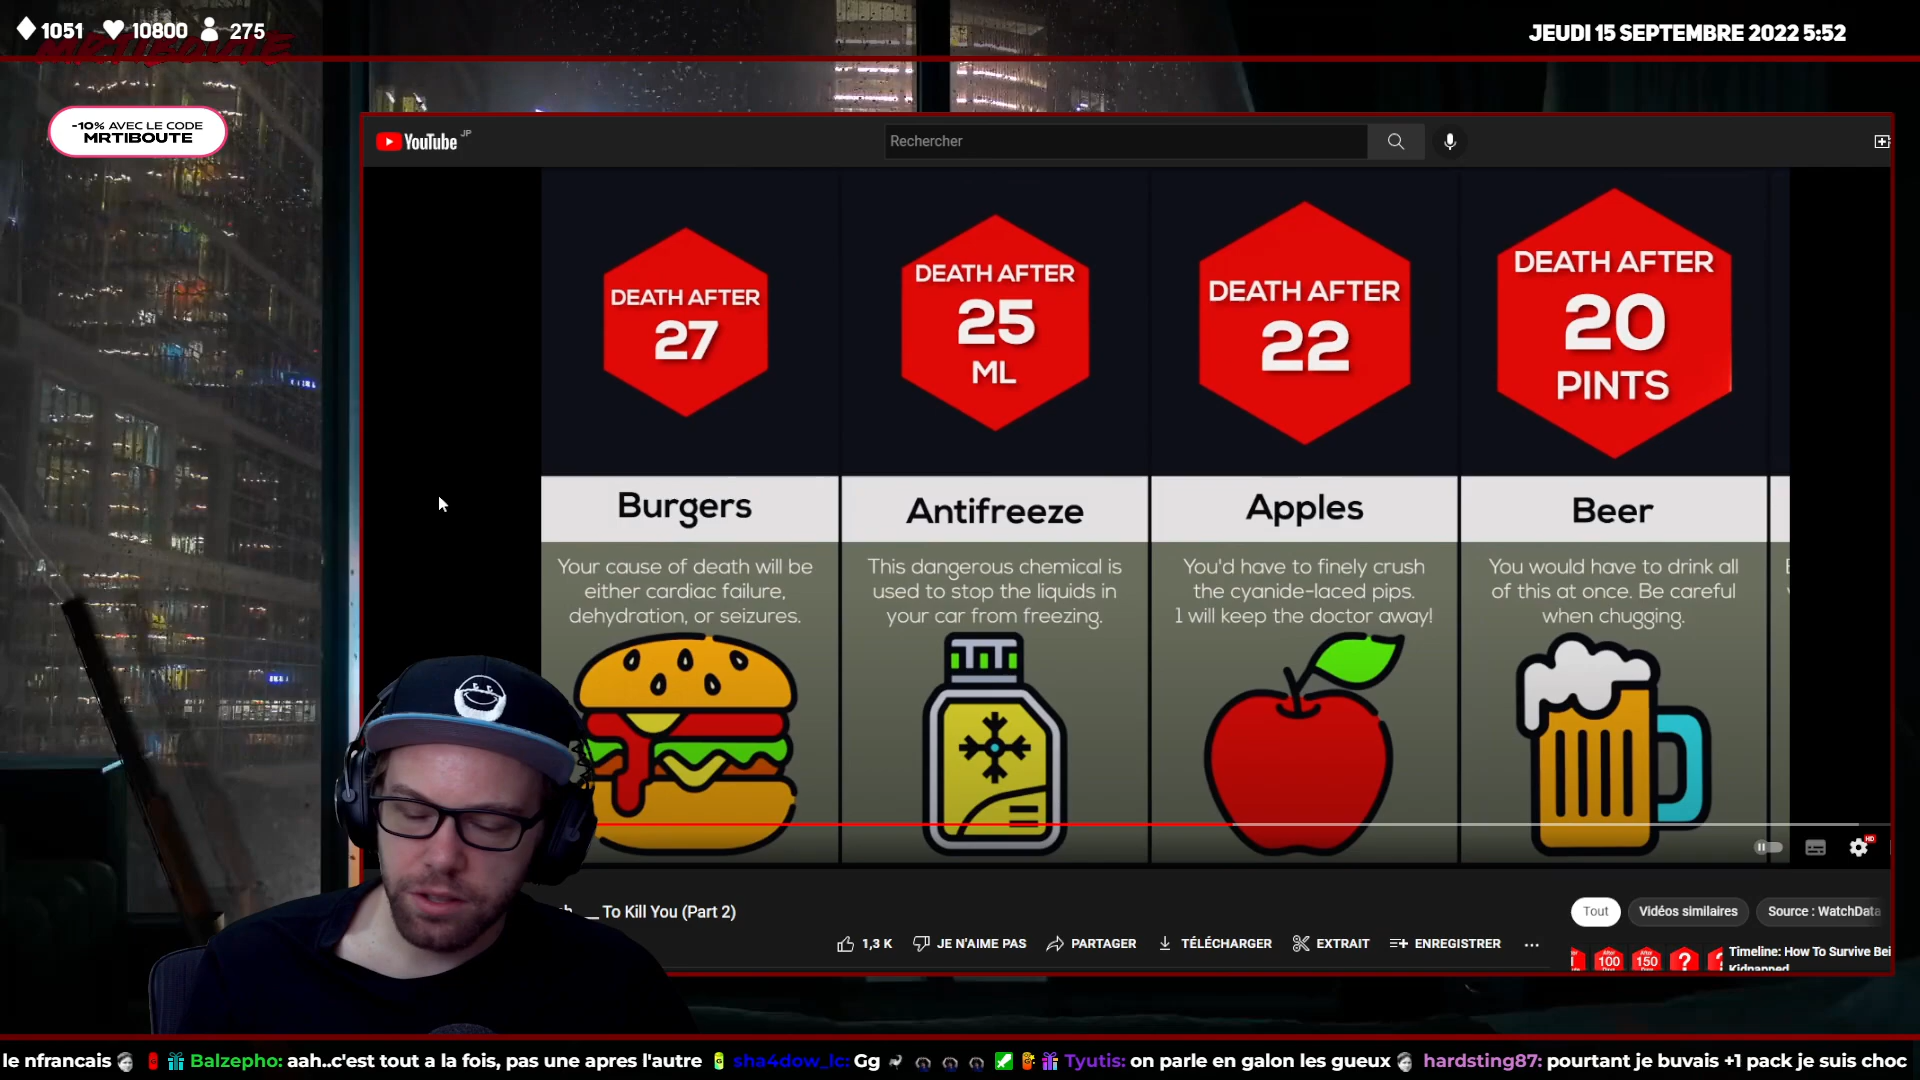 1051 10800 275
JEUDI 15 SEPTEMBRE 2022 5:52
MRTIBOUTE
-10% AVEC LE CODE
MRTIBOUTE
YouTube JP
Rechercher
DEATH AFTER
27
DEATH AFTER
25
ML
DEATH AFTER
22
DEATH AFTER
20
PINTS
Burgers
Antifreeze
Apples
Beer
Your cause of death will be
either cardiac failure,
dehydration, or seizures.
This dangerous chemical is
used to stop the liquids in
your car from freezing.
You'd have to finely crush
the cyanide-laced pips.
1 will keep the doctor away!
You would have to drink all
of this at once. Be careful
when chugging.
HD
__ To Kill You (Part 2)
1,3 K JE N'AIME PAS PARTAGER TÉLÉCHARGER EXTRAIT ENREGISTRER ...
Tout Vidéos similaires Source : WatchData
100 150 ? ?
Timeline: How To Survive Bei
Kidnapped
le nfrancais Balzepho: aah..c'est tout a la fois, pas une apres l'autre sha4dow_lc: Gg Tyutis: on parle en galon les gueux hardsting87: pourtant je buvais +1 pack je suis choc